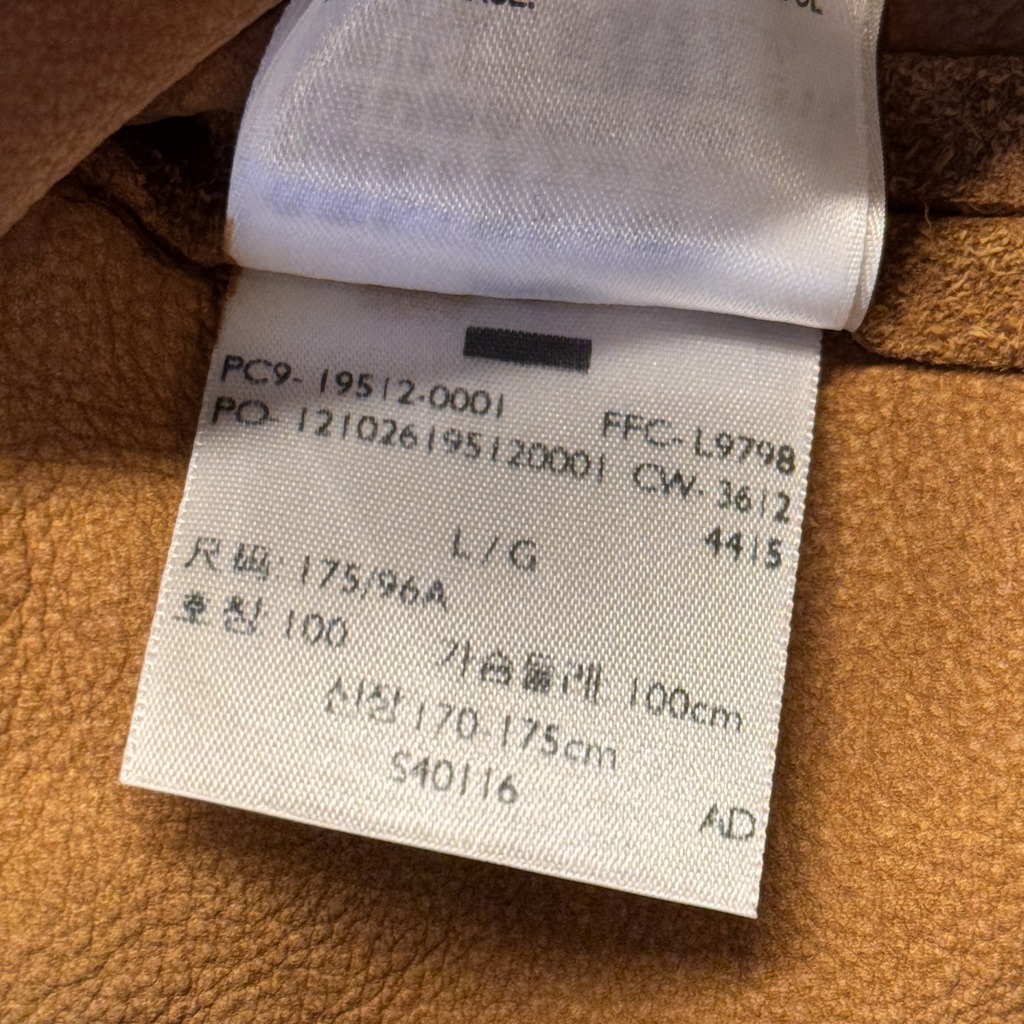 PC9- 19512-0001
FFC- L9798
PO- 121026195120001 CW- 3612
4415
L / G
尺码: 175/96A
호칭: 100 가슴둘레 100cm
신장 170-175cm
S40116
AD